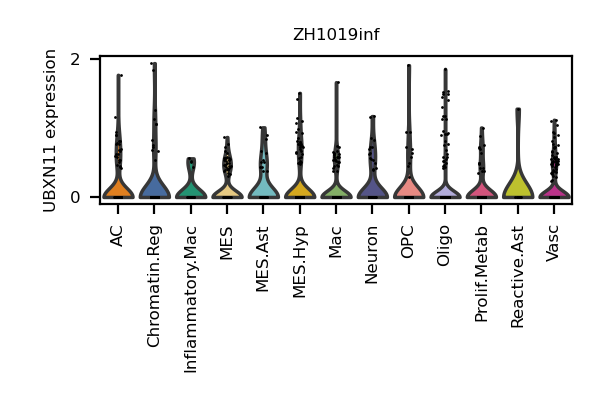 ZH1019inf
UBXN11 expression
2
0
AC
Chromatin.Reg
Inflammatory.Mac
MES
MES.Ast
MES.Hyp
Mac
Neuron
OPC
Oligo
Prolif.Metab
Reactive.Ast
Vasc